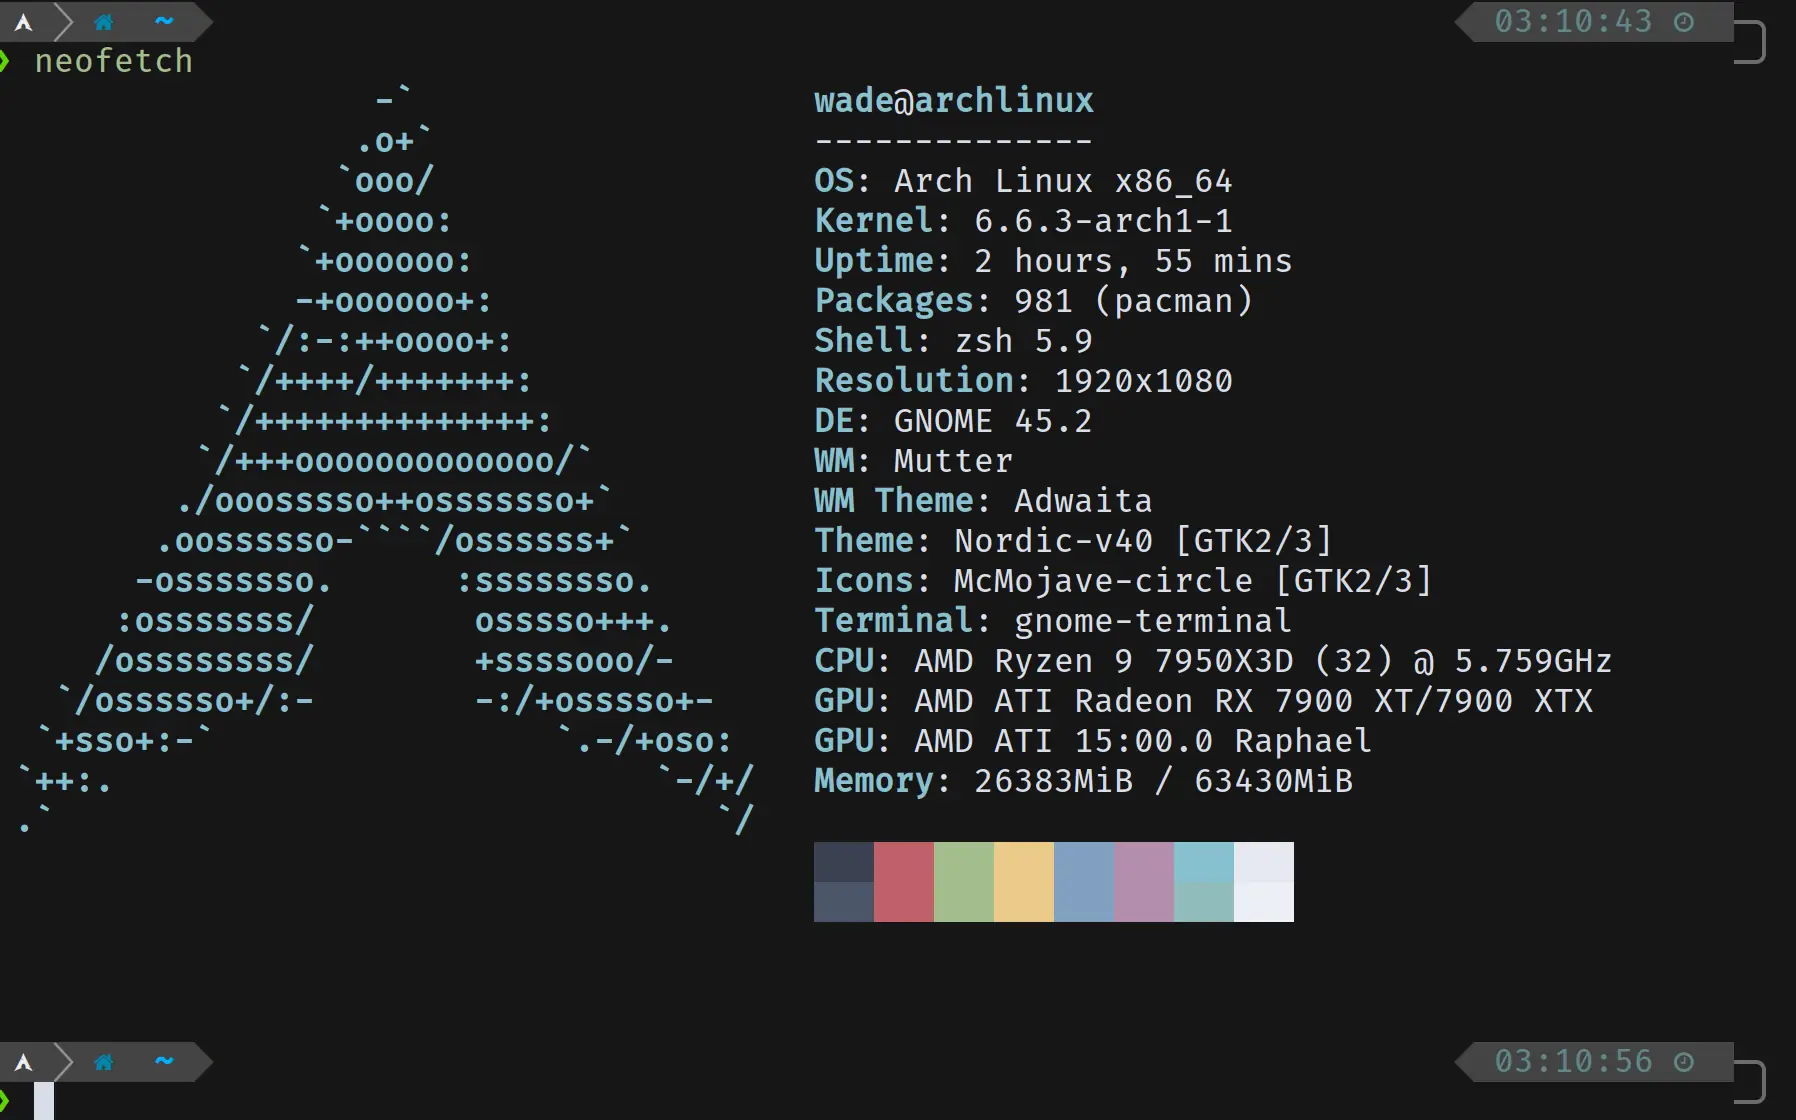 ~ 03:10:43
❯ neofetch
-`
.o+`
`ooo/
`+oooo:
`+oooooo:
-+oooooo+:
`/:-:++oooo+:
`/++++/+++++++:
`/++++++++++++++:
`/+++ooooooooooooo/`
./ooosssso++osssssso+`
.oossssso-````/ossssss+`
-osssssso. :ssssssso.
:osssssss/ osssso+++.
/ossssssss/ +ssssooo/-
`/ossssso+/:- -:/+osssso+-
`+sso+:-` `.-/+oso:
`++:. `-/+/
.` `/
wade@archlinux
--------------
OS: Arch Linux x86_64
Kernel: 6.6.3-arch1-1
Uptime: 2 hours, 55 mins
Packages: 981 (pacman)
Shell: zsh 5.9
Resolution: 1920x1080
DE: GNOME 45.2
WM: Mutter
WM Theme: Adwaita
Theme: Nordic-v40 [GTK2/3]
Icons: McMojave-circle [GTK2/3]
Terminal: gnome-terminal
CPU: AMD Ryzen 9 7950X3D (32) @ 5.759GHz
GPU: AMD ATI Radeon RX 7900 XT/7900 XTX
GPU: AMD ATI 15:00.0 Raphael
Memory: 26383MiB / 63430MiB
~ 03:10:56
❯